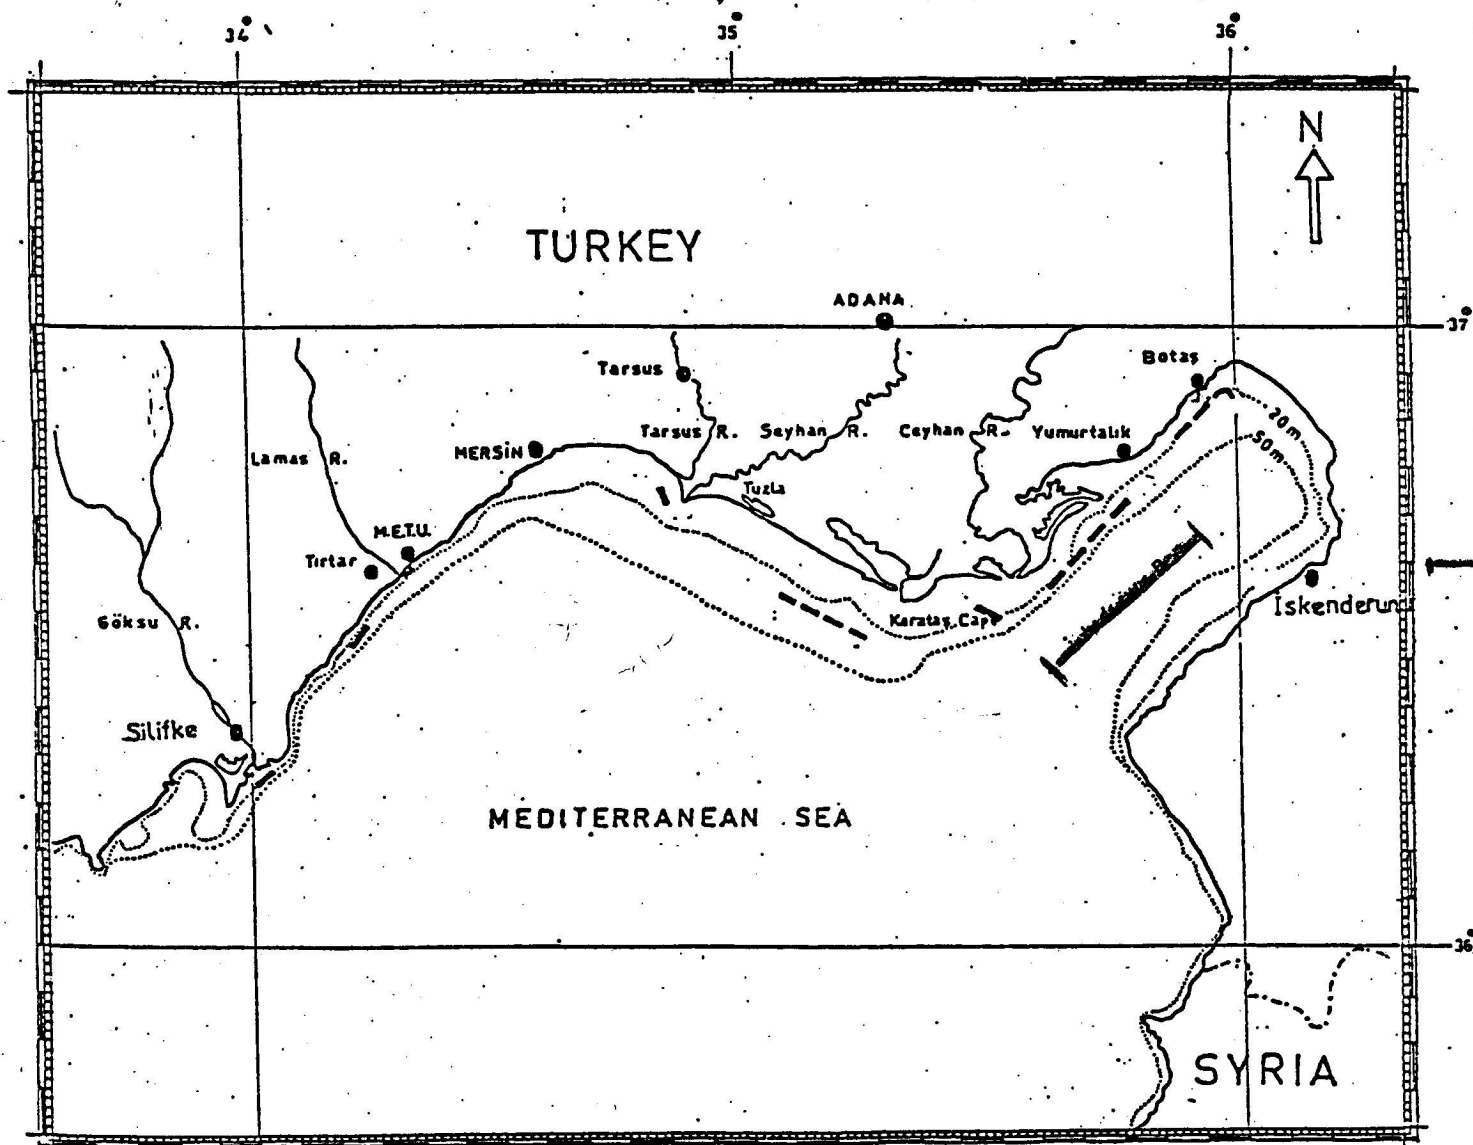 34°
35°
36°
N
TURKEY
ADANA
37°
Botaş
Tarsus
20m
Tarsus R.
Seyhan R.
Ceyhan R.
Yumurtalık
50m
MERSİN
Lamas R.
Tuzla
M.E.T.U.
Tırtar
İskenderun
Göksu R.
Karataş Cape
Silifke
MEDITERRANEAN SEA
36°
SYRIA